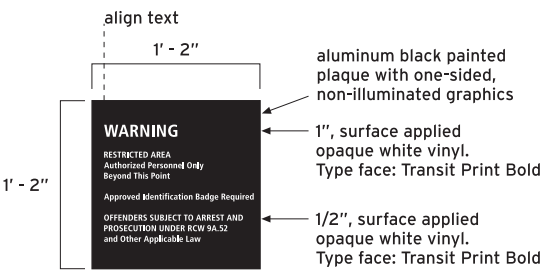 align text
1' - 2"
aluminum black painted
plaque with one-sided,
non-illuminated graphics
WARNING
1", surface applied
opaque white vinyl.
Type face: Transit Print Bold
RESTRICTED AREA
Authorized Personnel Only
Beyond This Point
1' - 2"
Approved Identification Badge Required
OFFENDERS SUBJECT TO ARREST AND
PROSECUTION UNDER RCW 9A.52
and Other Applicable Law
1/2", surface applied
opaque white vinyl.
Type face: Transit Print Bold